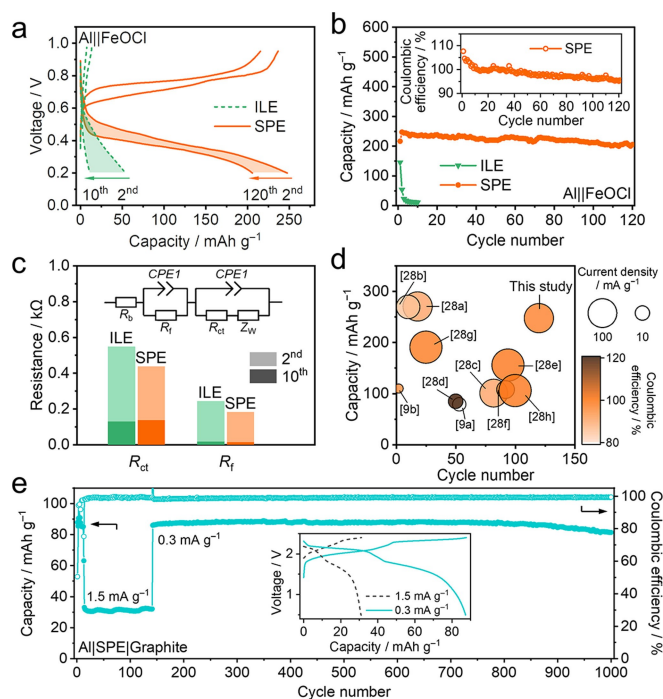 a
Al||FeOCl
Voltage / V
1.0
0.8
0.6
0.4
0.2
0.0
ILE
SPE
10th 2nd
120th 2nd
0 50 100 150 200 250 300
Capacity / mAh g⁻¹
b
Capacity / mAh g⁻¹
600
500
400
300
200
100
0
Coulombic
efficiency / %
110
100
90
SPE
0 20 40 60 80 100 120
Cycle number
ILE
SPE
Al||FeOCl
0 20 40 60 80 100 120
Cycle number
c
Resistance / kΩ
1.0
0.8
0.6
0.4
0.2
0.0
CPE1 CPE1
Rb Rf Rct ZW
ILE
SPE
ILE
SPE
2nd
10th
Rct Rf
d
Capacity / mAh g⁻¹
300
200
100
0
[28b]
[28a]
This study
[28g]
[28c]
[28e]
[28d]
[9b]
[9a]
[28f]
[28h]
0 50 100 150
Cycle number
Current density
/ mA g⁻¹
100 10
Coulombic
efficiency / %
120
100
80
e
Capacity / mAh g⁻¹
110
100
90
80
70
60
50
40
30
20
10
0
0.3 mA g⁻¹
1.5 mA g⁻¹
Voltage / V
2
1
1.5 mA g⁻¹
0.3 mA g⁻¹
0 20 40 60 80
Capacity / mAh g⁻¹
Al|SPE|Graphite
Coulombic efficiency / %
100
80
60
40
20
0
0 100 200 300 400 500 600 700 800 900 1000
Cycle number